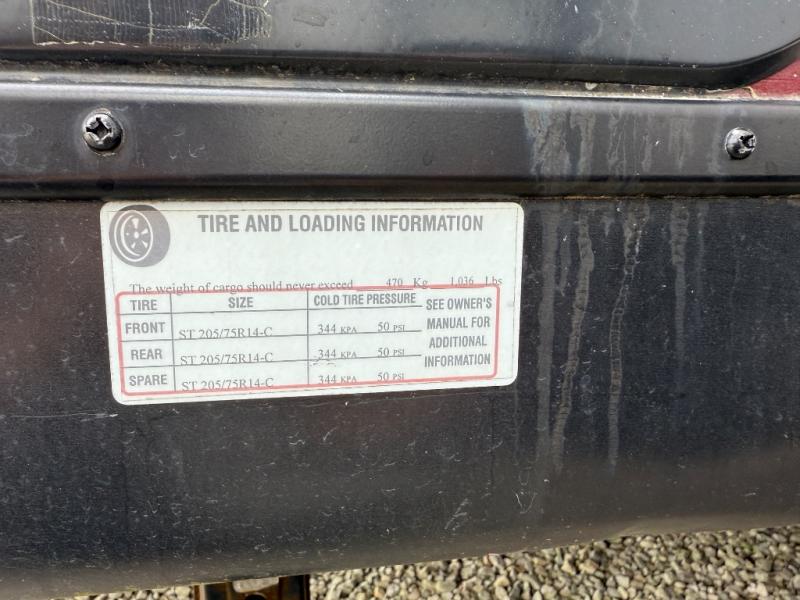 TIRE AND LOADING INFORMATION
The weight of cargo should never exceed 470 Kg 1,036 Lbs
TIRE SIZE COLD TIRE PRESSURE
FRONT ST 205/75R14-C 344 KPA 50 PSI
REAR ST 205/75R14-C 344 KPA 50 PSI
SPARE ST 205/75R14-C 344 KPA 50 PSI
SEE OWNER'S
MANUAL FOR
ADDITIONAL
INFORMATION